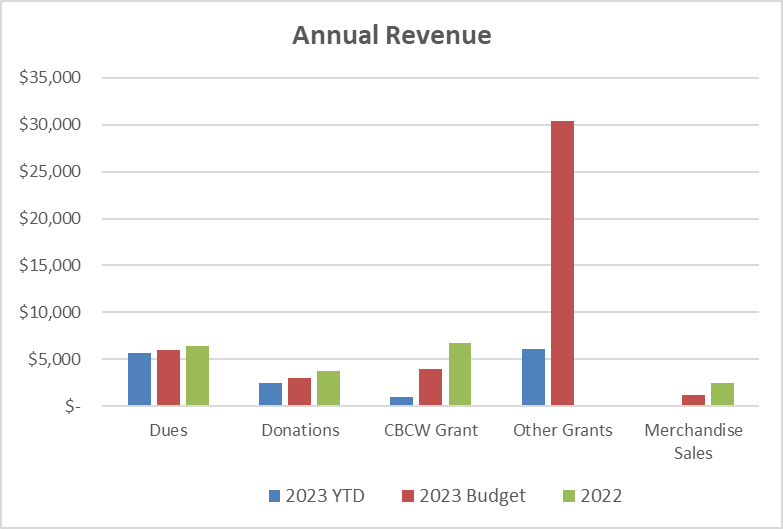 Annual Revenue
$35,000
$30,000
$25,000
$20,000
$15,000
$10,000
$5,000
$-
Dues
Donations
CBCW Grant
Other Grants
Merchandise
Sales
2023 YTD
2023 Budget
2022